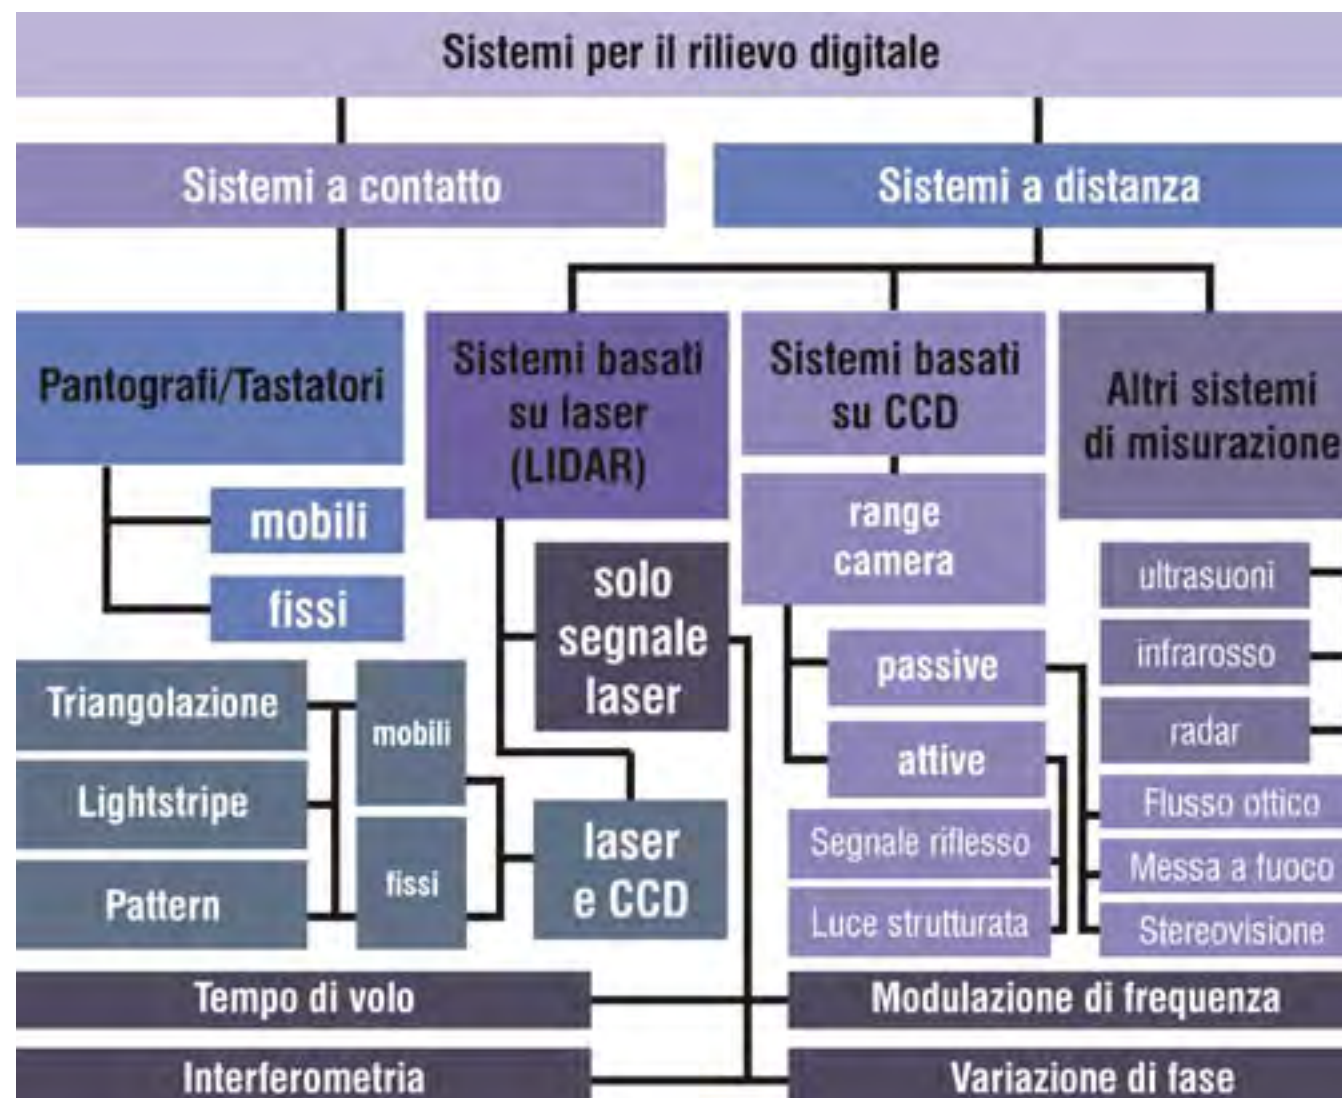 Sistemi per il rilievo digitale
Sistemi a contatto
Sistemi a distanza
Pantografi/Tastatori
mobili
fissi
Sistemi basati
su laser
(LIDAR)
Sistemi basati
su CCD
Altri sistemi
di misurazione
range
camera
solo
segnale
laser
passive
attive
ultrasuoni
infrarosso
radar
Triangolazione
Lightstripe
Pattern
mobili
fissi
laser
e CCD
Segnale riflesso
Luce strutturata
Flusso ottico
Messa a fuoco
Stereovisione
Tempo di volo
Modulazione di frequenza
Interferometria
Variazione di fase